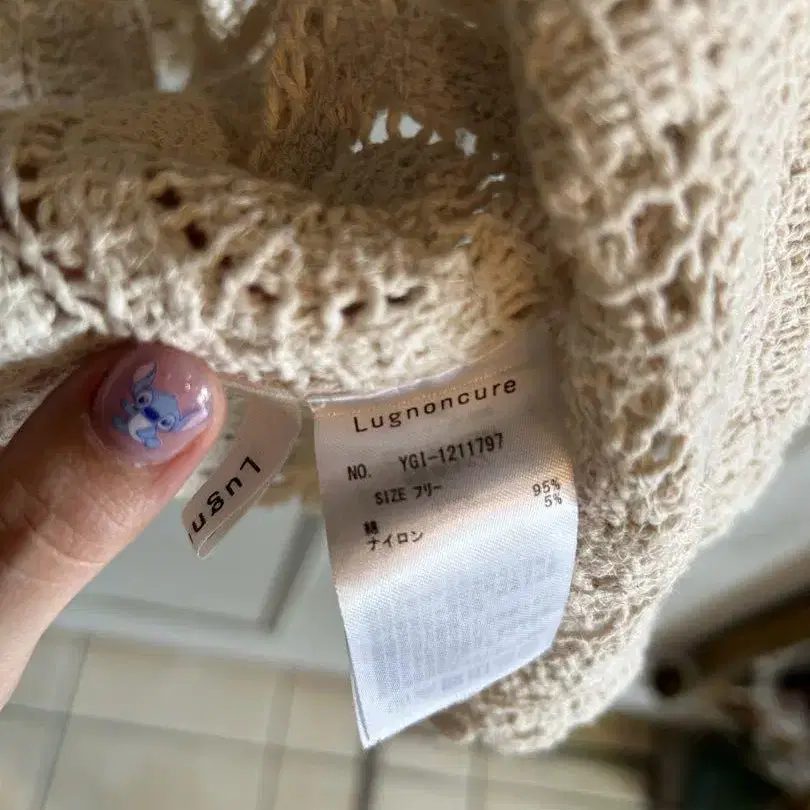 Lugnoncure
NO. YGI-1211797
SIZE フリー
綿 95%
ナイロン 5%
Lugn